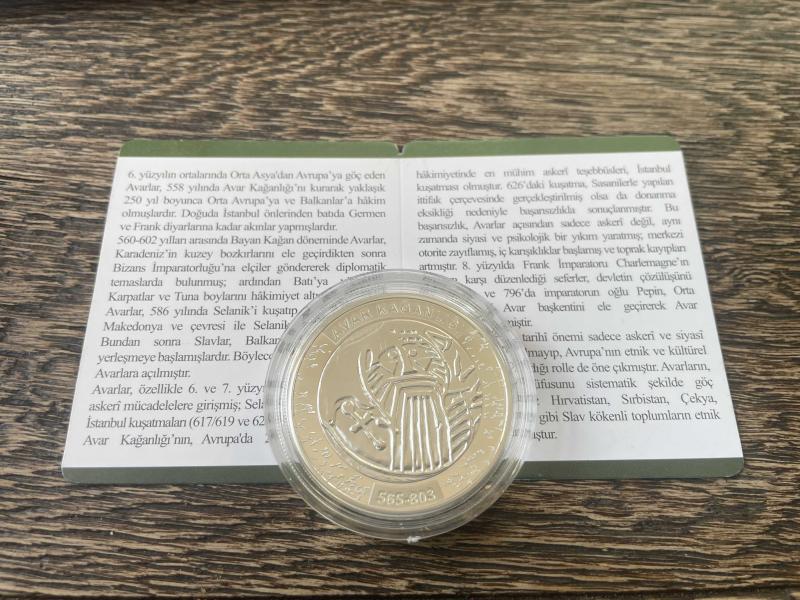 6. yüzyılın ortalarında Orta Asya'dan Avrupa'ya göç eden
Avarlar, 558 yılında Avar Kağanlığı'nı kurarak yaklaşık
250 yıl boyunca Orta Avrupa'ya ve Balkanlar'a hâkim
olmuşlardır. Doğuda İstanbul önlerinden batıda Germen
ve Frank diyarlarına kadar akımlar yapmışlardır.
560-602 yılları arasında Bayan Kağan döneminde Avarlar,
Karadeniz'in kuzey bozkırlarını ele geçirdikten sonra
Bizans İmparatorluğu'na elçiler göndererek diplomatik
temaslarda bulunmuş; ardından Batı'ya
Karpatlar ve Tuna boylarını hâkimiyet
Avarlar, 586 yılında Selanik'i
Makedonya ve çevresi ile
Bundan sonra Slavlar,
yerleşmeye başlamışlardır.
Avarlara açılmıştır.
Avarlar, özellikle 6. ve 7.
askerî mücadelelere girişmiş;
İstanbul kuşatmaları (617/619 ve
Avar Kağanlığı'nın, Avrupa'da
hâkimiyetinde en mühim askerî teşebbüsleri, İstanbul
kuşatması olmuştur. 626'daki kuşatma, Sasanilerle yapılan
ittifak çerçevesinde gerçekleştirilmiş olsa da donanma
eksikliği nedeniyle başarısızlıkla sonuçlanmıştır. Bu
başarısızlık, Avarlar açısından sadece askerî değil, aynı
zamanda siyasi ve psikolojik bir yıkım yaratmış; merkezi
otorite zayıflamış, iç karışıklıklar başlamış ve toprak kayıpları
artmıştır. 8. yüzyılda Frank İmparatoru Charlemagne'ın
karşı düzenlediği seferler, devletin çözülüşünü
ve 796'da imparatorun oğlu Pepin, Orta
Avar başkentini ele geçirerek Avar
tarihî önemi sadece askerî ve siyasî
Avrupa'nın etnik ve kültürel
rolle de öne çıkmıştır. Avarların,
sistematik şekilde göç
Hırvatistan, Sırbistan, Çekya,
gibi Slav kökenli toplumların etnik
AVAR KAĞANLIĞI
565-803